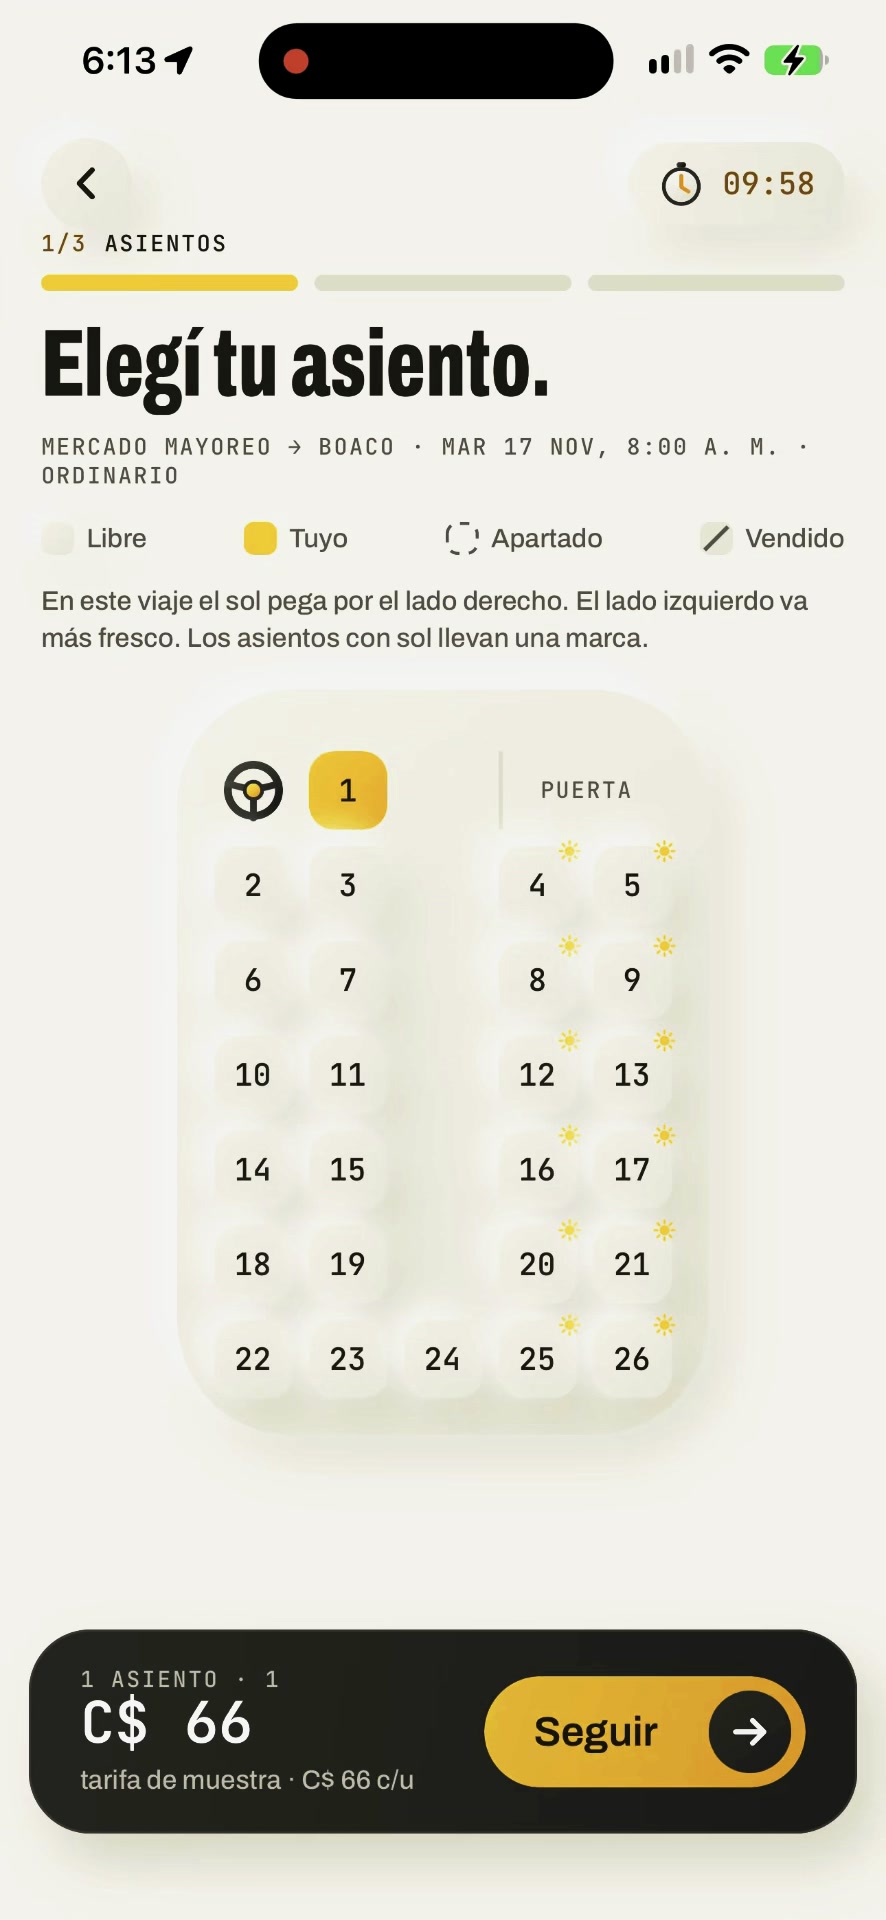 6:13
09:58
1/3 ASIENTOS
Elegí tu asiento.
MERCADO MAYOREO → BOACO · MAR 17 NOV, 8:00 A. M. ·
ORDINARIO
Libre Tuyo Apartado Vendido
En este viaje el sol pega por el lado derecho. El lado izquierdo va
más fresco. Los asientos con sol llevan una marca.
1 PUERTA
2 3 4 5
6 7 8 9
10 11 12 13
14 15 16 17
18 19 20 21
22 23 24 25 26
1 ASIENTO · 1
C$ 66
tarifa de muestra · C$ 66 c/u
Seguir